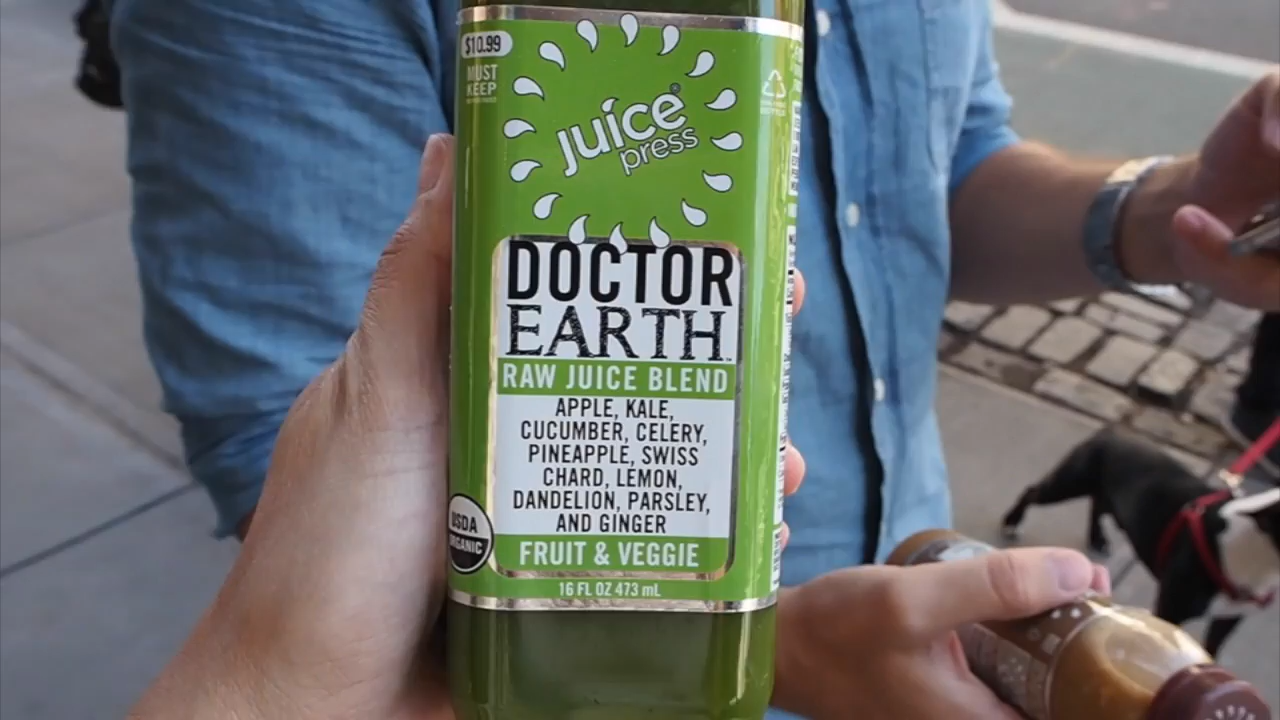 $10.99
MUST
KEEP
juice
press
DOCTOR
EARTH
RAW JUICE BLEND
APPLE, KALE,
CUCUMBER, CELERY,
PINEAPPLE, SWISS
CHARD, LEMON,
DANDELION, PARSLEY,
AND GINGER
USDA
ORGANIC
FRUIT & VEGGIE
16 FL OZ 473 mL